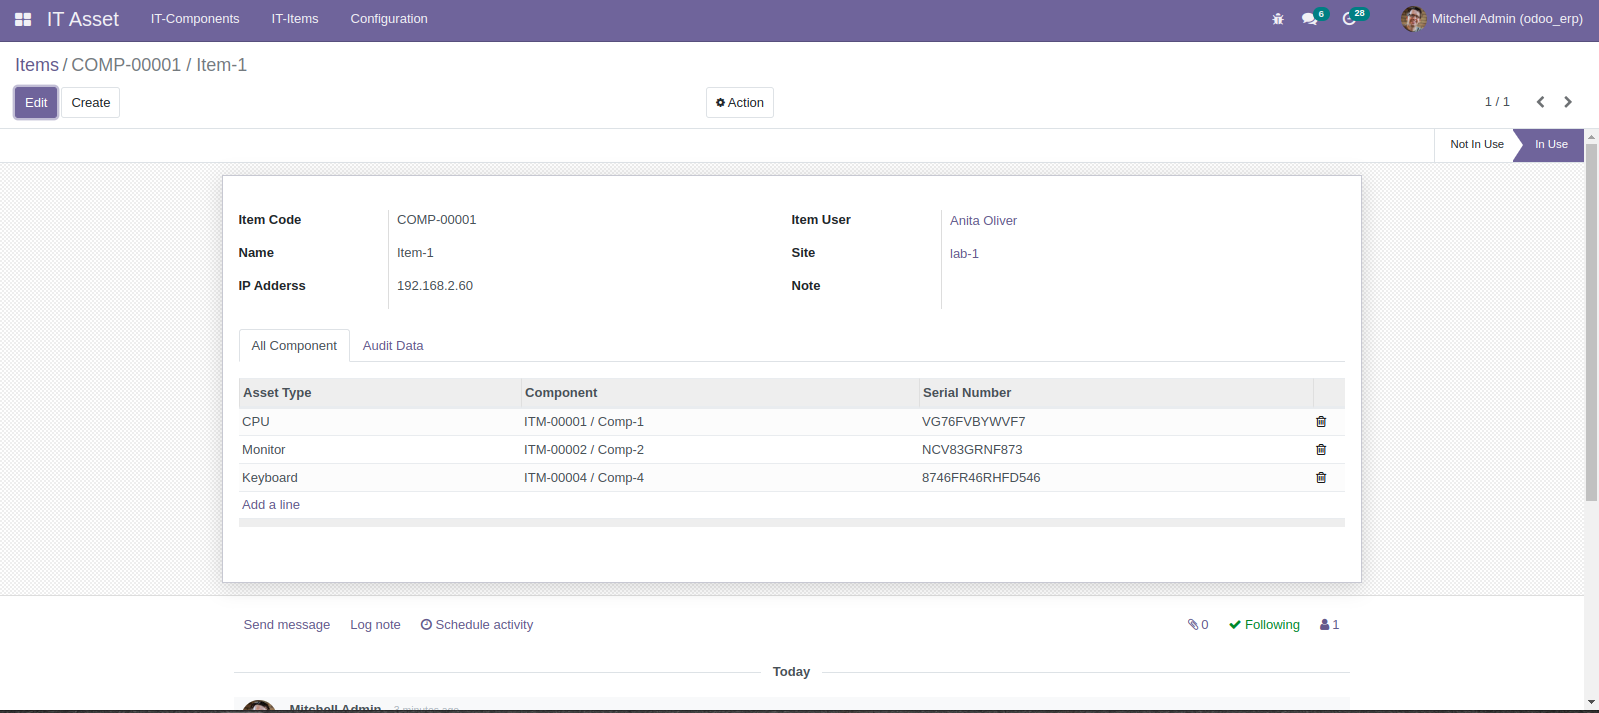 IT Asset IT-Components IT-Items Configuration 6 28 Mitchell Admin (odoo_erp)
Items / COMP-00001 / Item-1
Edit Create Action 1 / 1
Not In Use In Use
Item Code COMP-00001 Item User Anita Oliver
Name Item-1 Site lab-1
IP Adderss 192.168.2.60 Note
All Component Audit Data
Asset Type Component Serial Number
CPU ITM-00001 / Comp-1 VG76FVBYWVF7
Monitor ITM-00002 / Comp-2 NCV83GRNF873
Keyboard ITM-00004 / Comp-4 8746FR46RHFD546
Add a line
Send message Log note Schedule activity 0 Following 1
Today
Mitchell Admin - 3 minutes ago